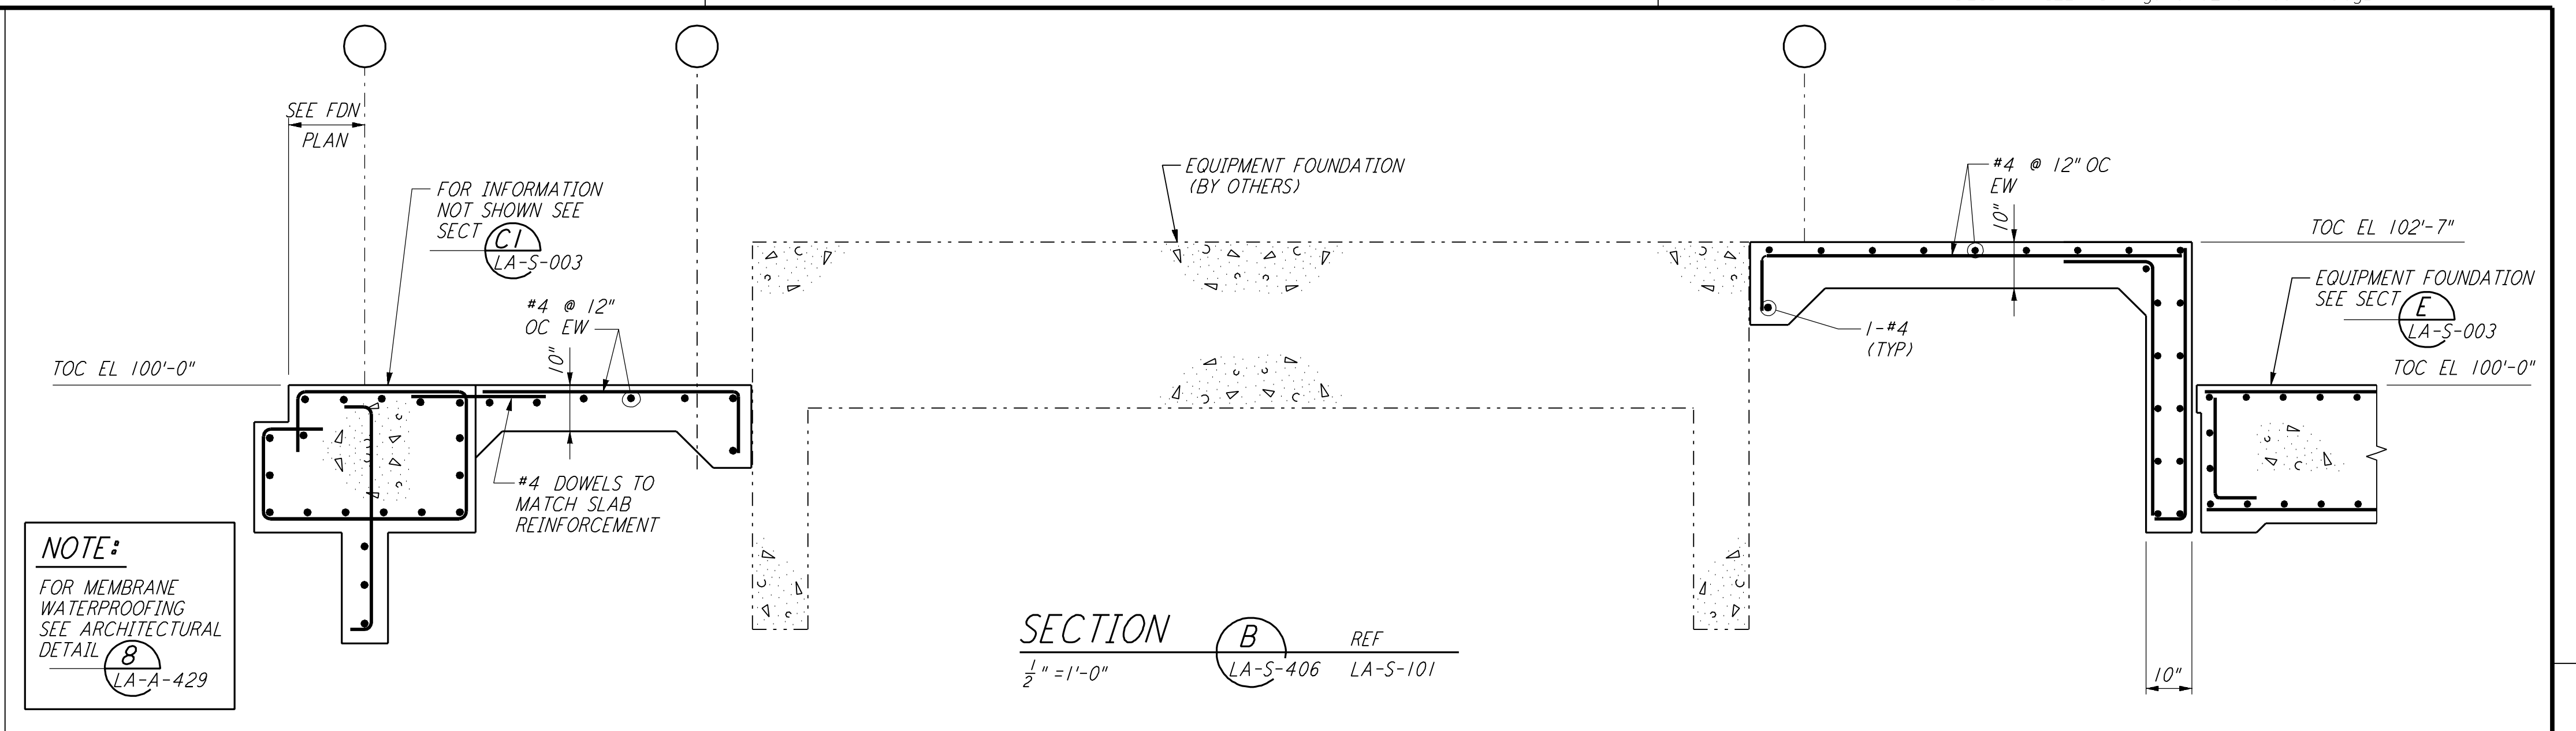 SEE FDN
PLAN
FOR INFORMATION
NOT SHOWN SEE
SECT
C1
LA-S-003
#4 @ 12"
OC EW
10"
TOC EL 100'-0"
#4 DOWELS TO
MATCH SLAB
REINFORCEMENT
NOTE:
FOR MEMBRANE
WATERPROOFING
SEE ARCHITECTURAL
DETAIL
8
LA-A-429
EQUIPMENT FOUNDATION
(BY OTHERS)
SECTION
B
REF
1/2" =1'-0"
LA-S-406
LA-S-101
#4 @ 12" OC
EW
10"
1-#4
(TYP)
TOC EL 102'-7"
EQUIPMENT FOUNDATION
SEE SECT
E
LA-S-003
TOC EL 100'-0"
10"